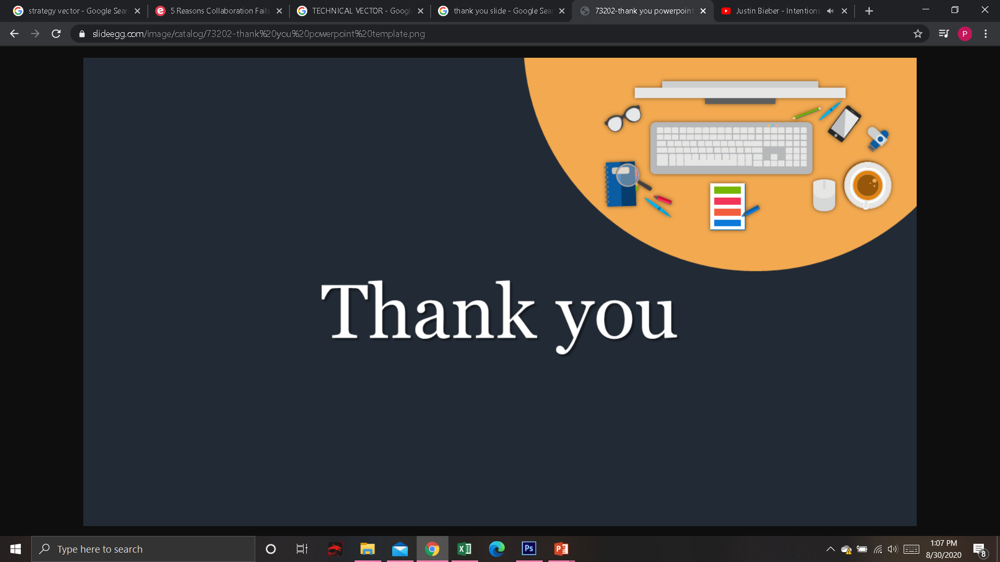 strategy vector - Google Sear
5 Reasons Collaboration Fails
TECHNICAL VECTOR - Googl
thank you slide - Google Sear
73202-thank you powerpoint
Justin Bieber - Intentions
slideegg.com/image/catalog/73202-thank%20you%20powerpoint%20template.png
P
Thank you
Type here to search
Ps
1:07 PM
8/30/2020
8